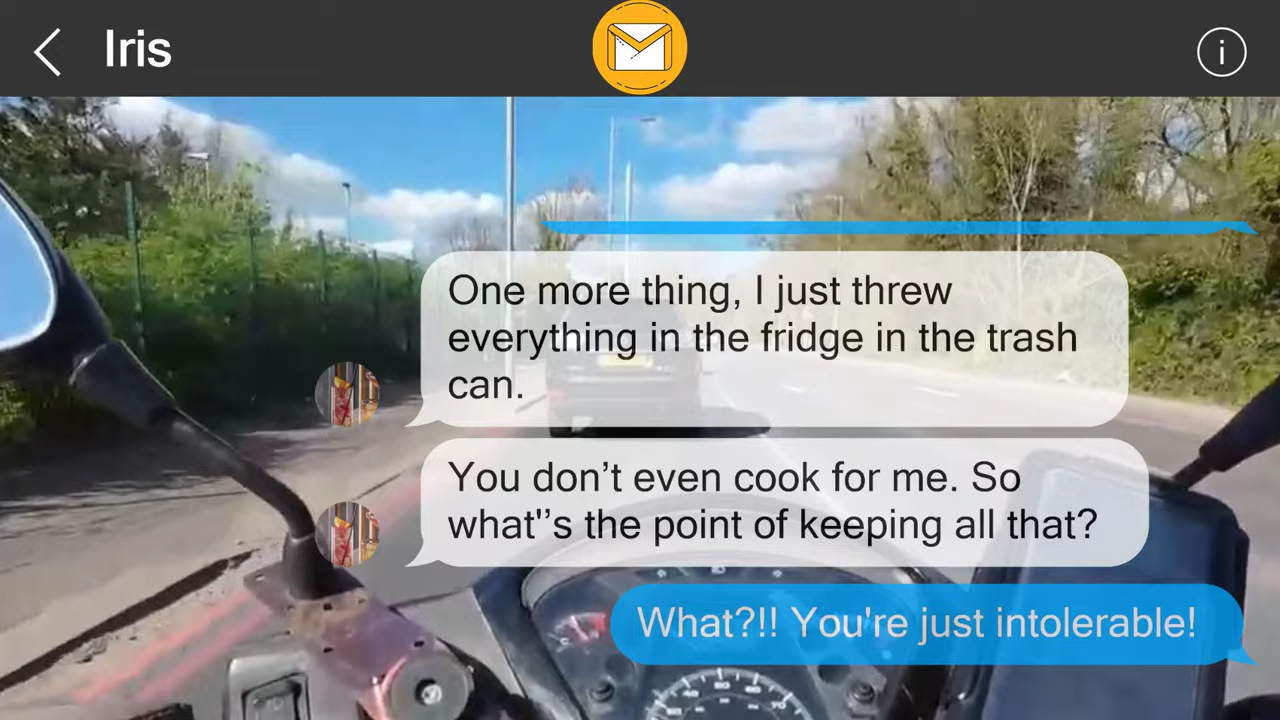 Iris
i
One more thing, I just threw
everything in the fridge in the trash
can.
You don’t even cook for me. So
what'’s the point of keeping all that?
What?!! You're just intolerable!